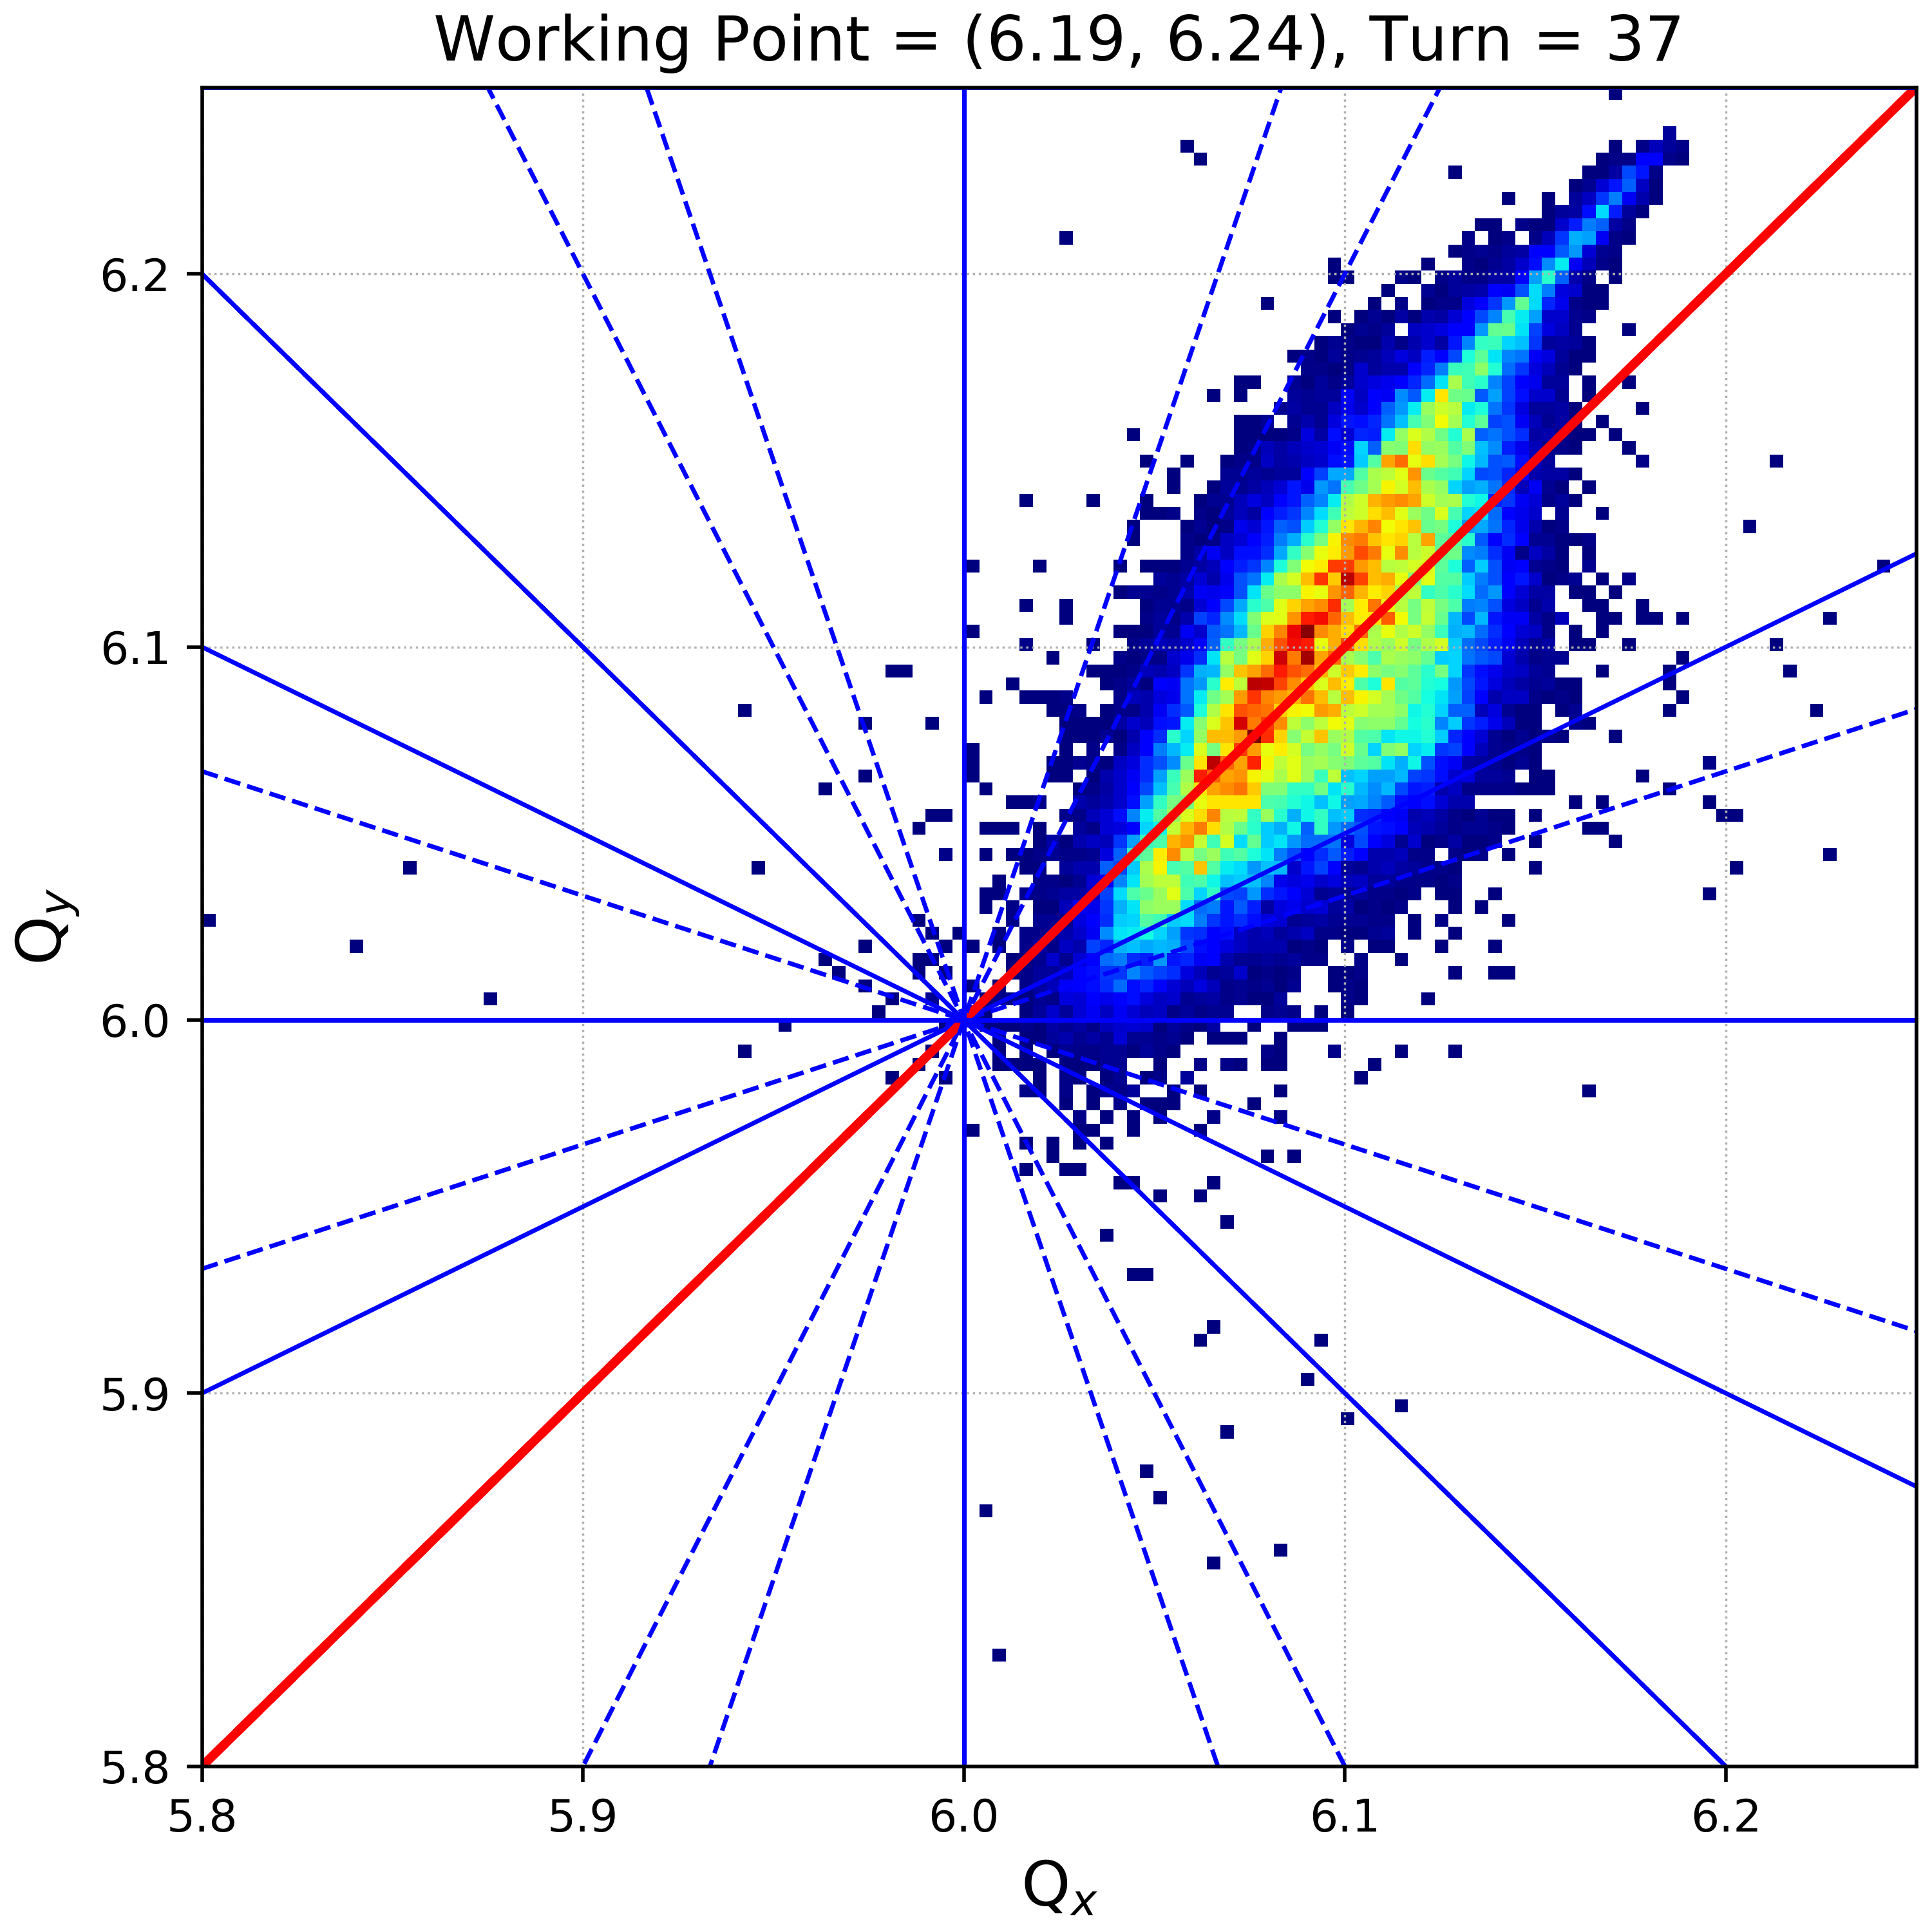 Working Point = (6.19, 6.24), Turn = 37
6.2
6.1
6.0
5.9
5.8
Qy
5.8 5.9 6.0 6.1 6.2
Qx